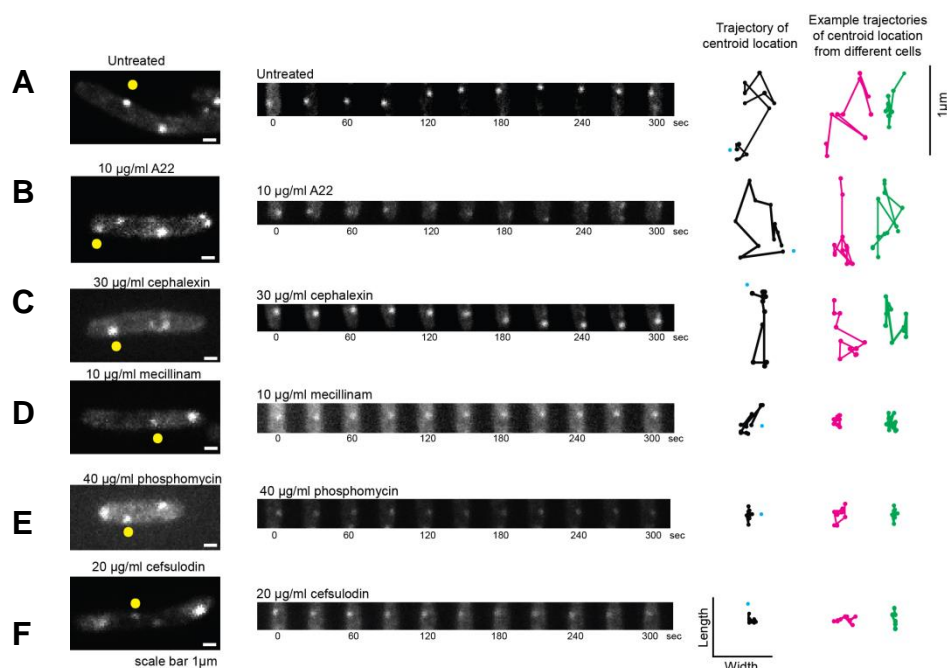 Trajectory of
centroid location
Example trajectories
of centroid location
from different cells
A
Untreated
Untreated
0 60 120 180 240 300 sec
1µm
B
10 µg/ml A22
10 µg/ml A22
0 60 120 180 240 300 sec
C
30 µg/ml cephalexin
30 µg/ml cephalexin
0 60 120 180 240 300 sec
D
10 µg/ml mecillinam
10 µg/ml mecillinam
0 60 120 180 240 300 sec
E
40 µg/ml phosphomycin
40 µg/ml phosphomycin
0 60 120 180 240 300 sec
F
20 µg/ml cefsulodin
20 µg/ml cefsulodin
0 60 120 180 240 300 sec
scale bar 1µm
Length
Width